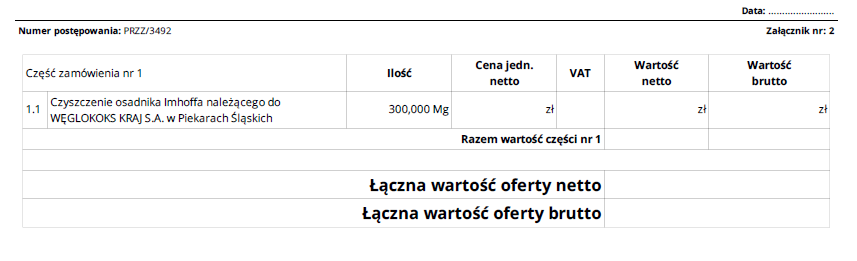 Data: ........................
Numer postępowania: PRZZ/3492 Załącznik nr: 2
Część zamówienia nr 1 Ilość Cena jedn. netto VAT Wartość netto Wartość brutto
1.1 Czyszczenie osadnika Imhoffa należącego do
WĘGLOKOKS KRAJ S.A. w Piekarach Śląskich 300,000 Mg zł zł zł
Razem wartość części nr 1
Łączna wartość oferty netto
Łączna wartość oferty brutto